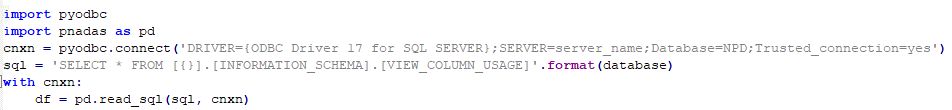 import pyodbc
import pnadas as pd
cnxn = pyodbc.connect('DRIVER={ODBC Driver 17 for SQL SERVER};SERVER=server_name;Database=NPD;Trusted_connection=yes')
sql = 'SELECT * FROM [{}].[INFORMATION_SCHEMA].[VIEW_COLUMN_USAGE]'.format(database)
with cnxn:
    df = pd.read_sql(sql, cnxn)